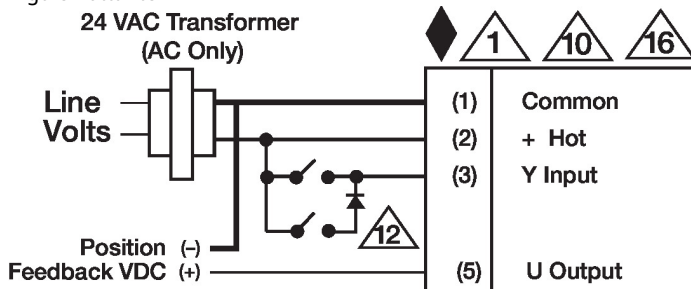 24 VAC Transformer
(AC Only)
1
10
16
Line
Volts
(1) Common
(2) + Hot
(3) Y Input
12
Position (–)
Feedback VDC (+)
(5) U Output